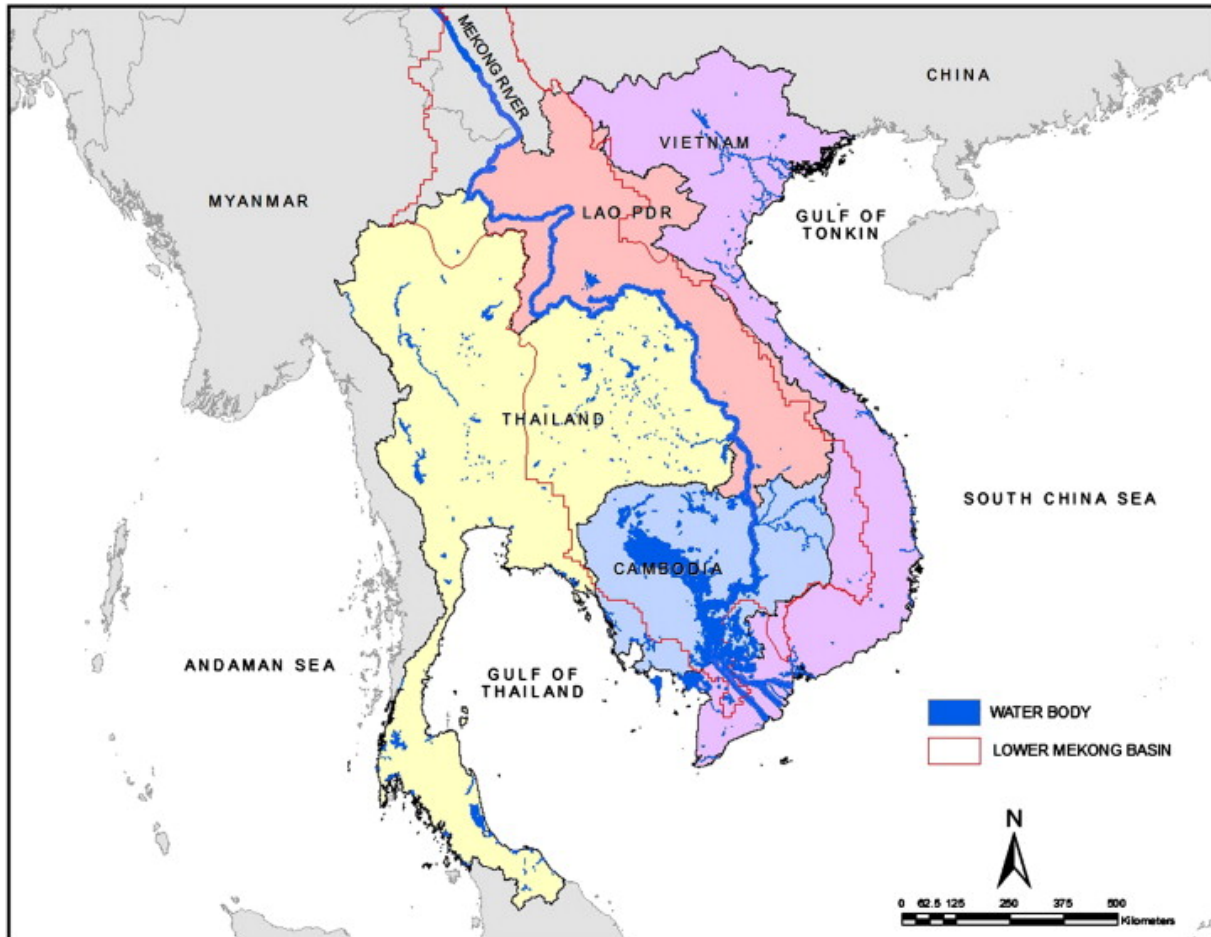 MEKONG RIVER
CHINA
VIETNAM
MYANMAR
LAO PDR
GULF OF
TONKIN
THAILAND
SOUTH CHINA SEA
CAMBODIA
ANDAMAN SEA
GULF OF
THAILAND
WATER BODY
LOWER MEKONG BASIN
N
0 62.5 125 250 375 500
Kilometers